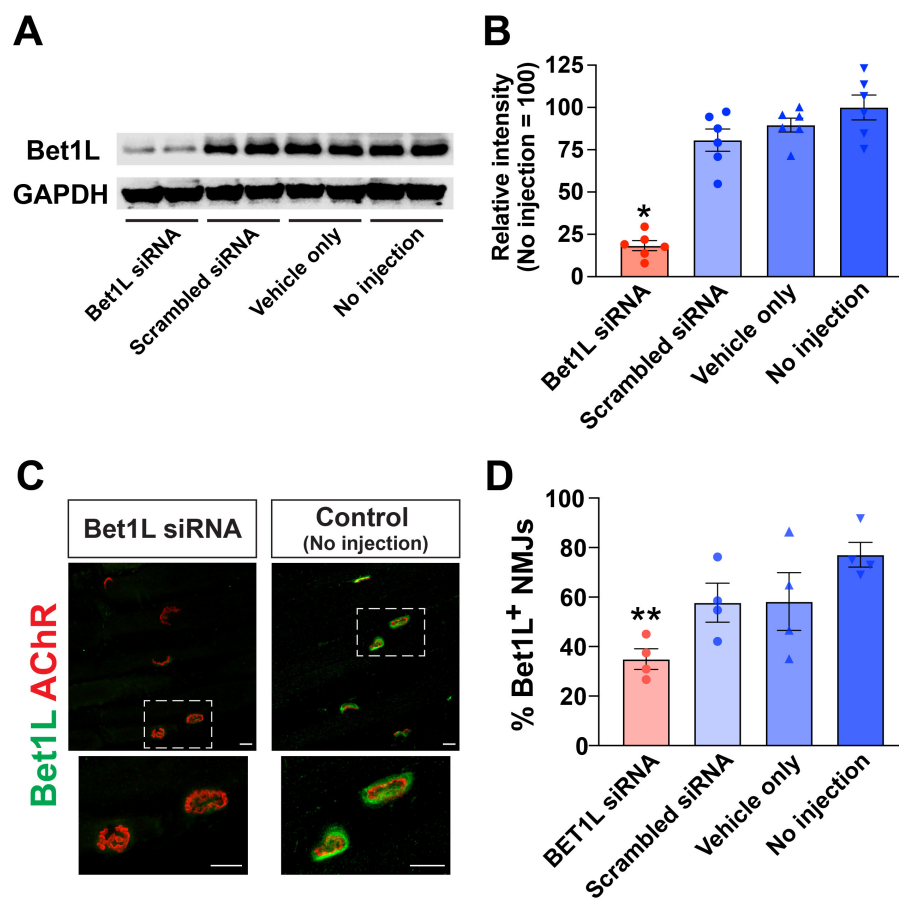 A
Bet1L
GAPDH
Bet1L siRNA
Scrambled siRNA
Vehicle only
No injection
B
Relative intensity
(No injection = 100)
125
100
75
50
25
0
*
Bet1L siRNA
Scrambled siRNA
Vehicle only
No injection
C
Bet1L AChR
Bet1L siRNA
Control
(No injection)
D
% Bet1L⁺ NMJs
100
80
60
40
20
0
**
BET1L siRNA
Scrambled siRNA
Vehicle only
No injection